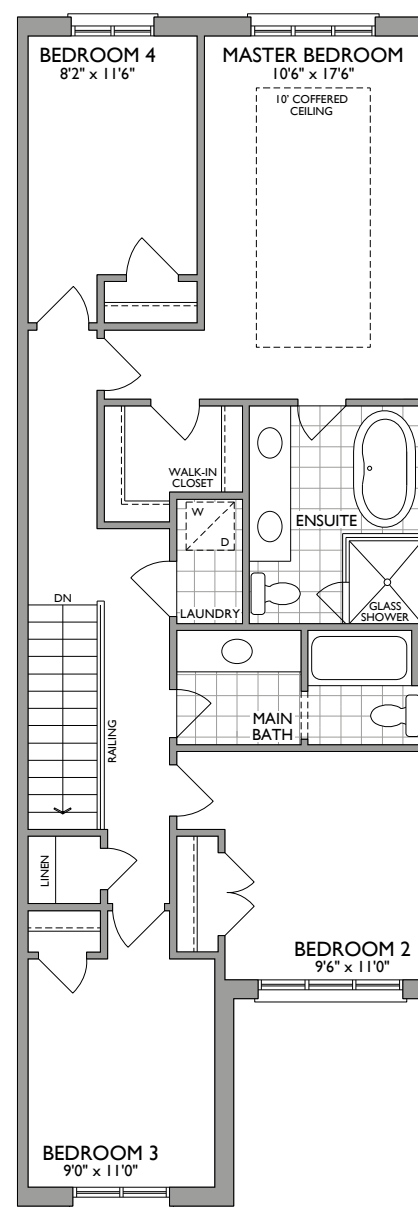 BEDROOM 4
8'2" x 11'6"
MASTER BEDROOM
10'6" x 17'6"
10' COFFERED
CEILING
WALK-IN
CLOSET
W
D
LAUNDRY
ENSUITE
GLASS
SHOWER
DN
RAILING
MAIN
BATH
LINEN
BEDROOM 2
9'6" x 11'0"
BEDROOM 3
9'0" x 11'0"